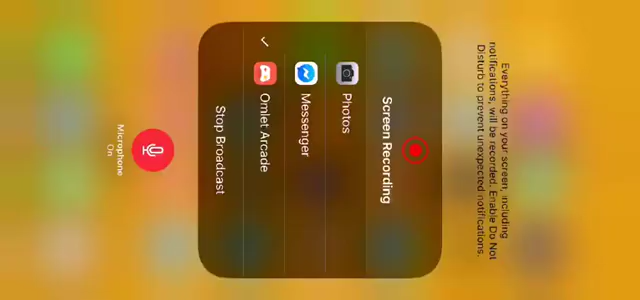 Everything on your screen, including
notifications, will be recorded. Enable Do Not
Disturb to prevent unexpected notifications.
Screen Recording
Photos
Messenger
Omlet Arcade
Stop Broadcast
Microphone
On